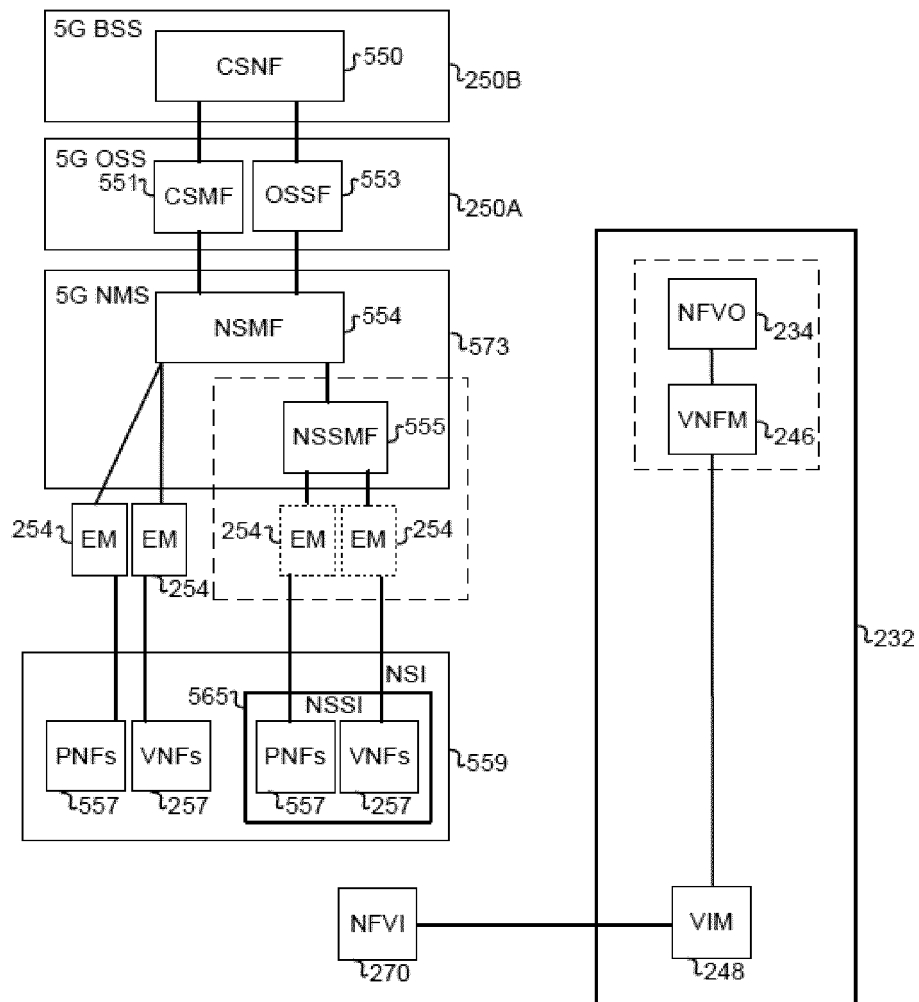 5G BSS
CSNF
550
250B
5G OSS
551
CSMF
OSSF
553
250A
5G NMS
NSMF
554
573
NSSMF
555
254
EM
EM
254
254
EM
EM
254
NSI
565
NSSI
PNFs
VNFs
PNFs
VNFs
559
557
257
557
257
NFVO
234
VNFM
246
232
NFVI
270
VIM
248